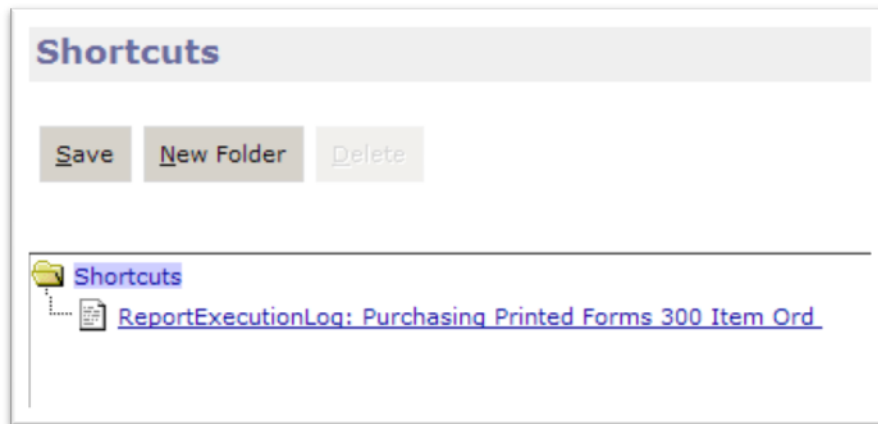 Shortcuts
Save New Folder Delete
Shortcuts
ReportExecutionLog: Purchasing Printed Forms 300 Item Ord